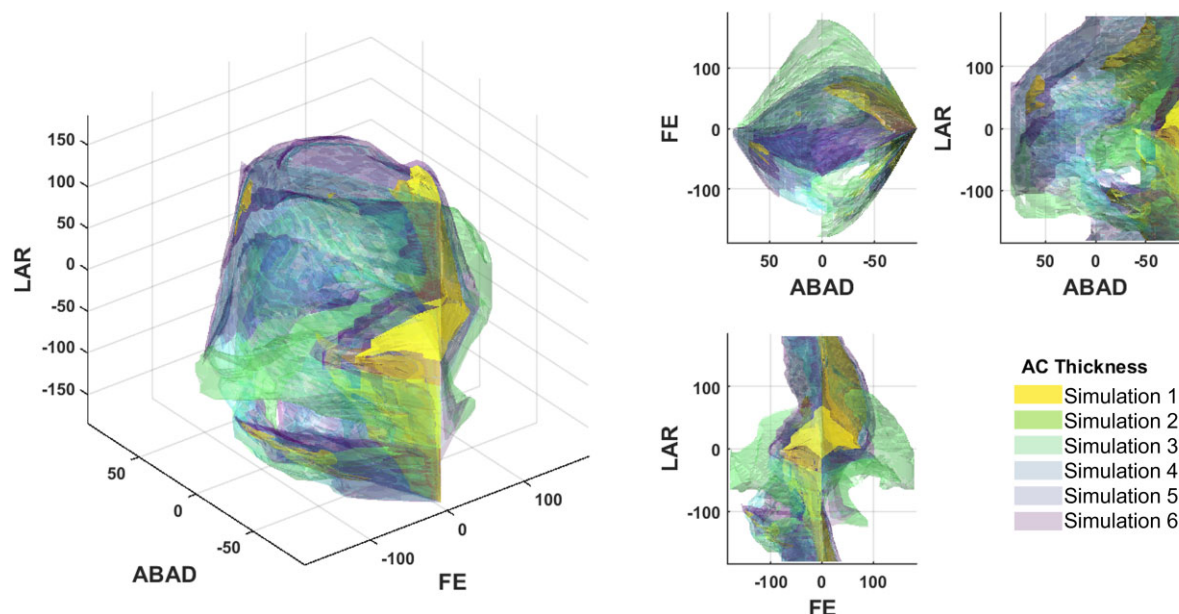 150
100
50
0
-50
-100
-150
LAR
50
0
-50
ABAD
-100
0
100
FE
100
0
-100
FE
50
0
-50
ABAD
100
0
-100
LAR
50
0
-50
ABAD
100
0
-100
LAR
-100
0
100
FE
AC Thickness
Simulation 1
Simulation 2
Simulation 3
Simulation 4
Simulation 5
Simulation 6